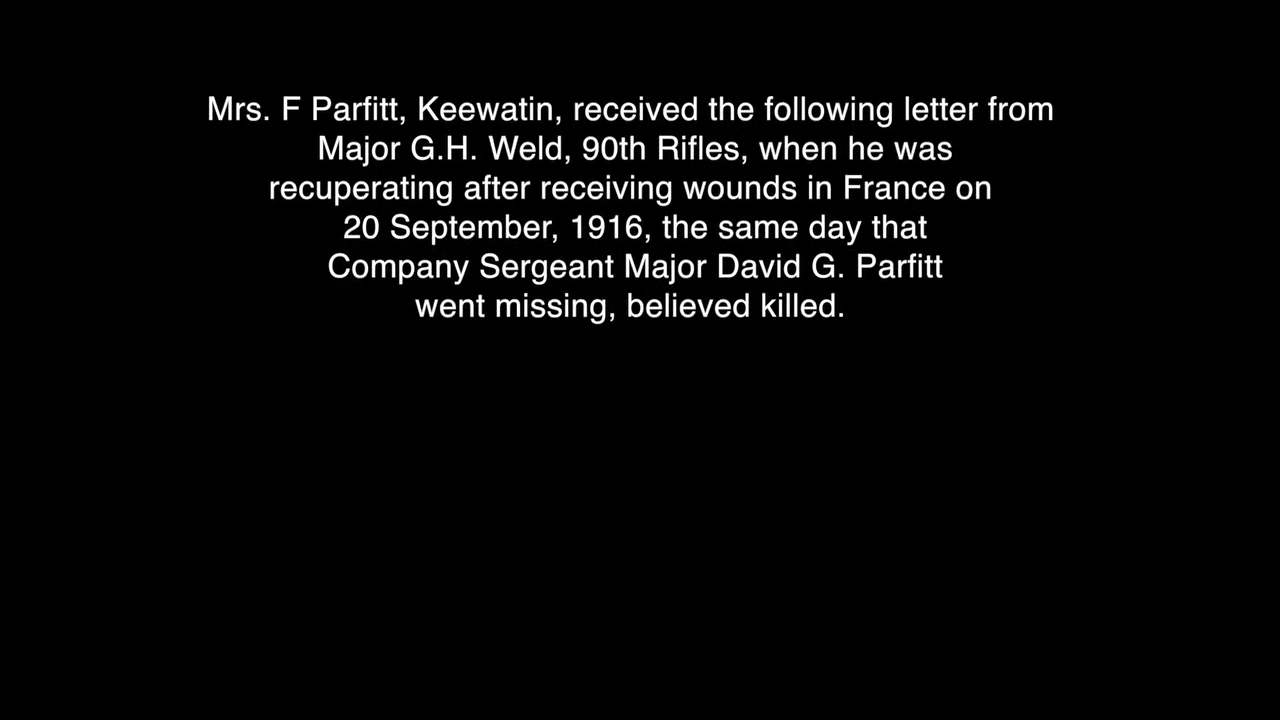 Mrs. F Parfitt, Keewatin, received the following letter from
Major G.H. Weld, 90th Rifles, when he was
recuperating after receiving wounds in France on
20 September, 1916, the same day that
Company Sergeant Major David G. Parfitt
went missing, believed killed.